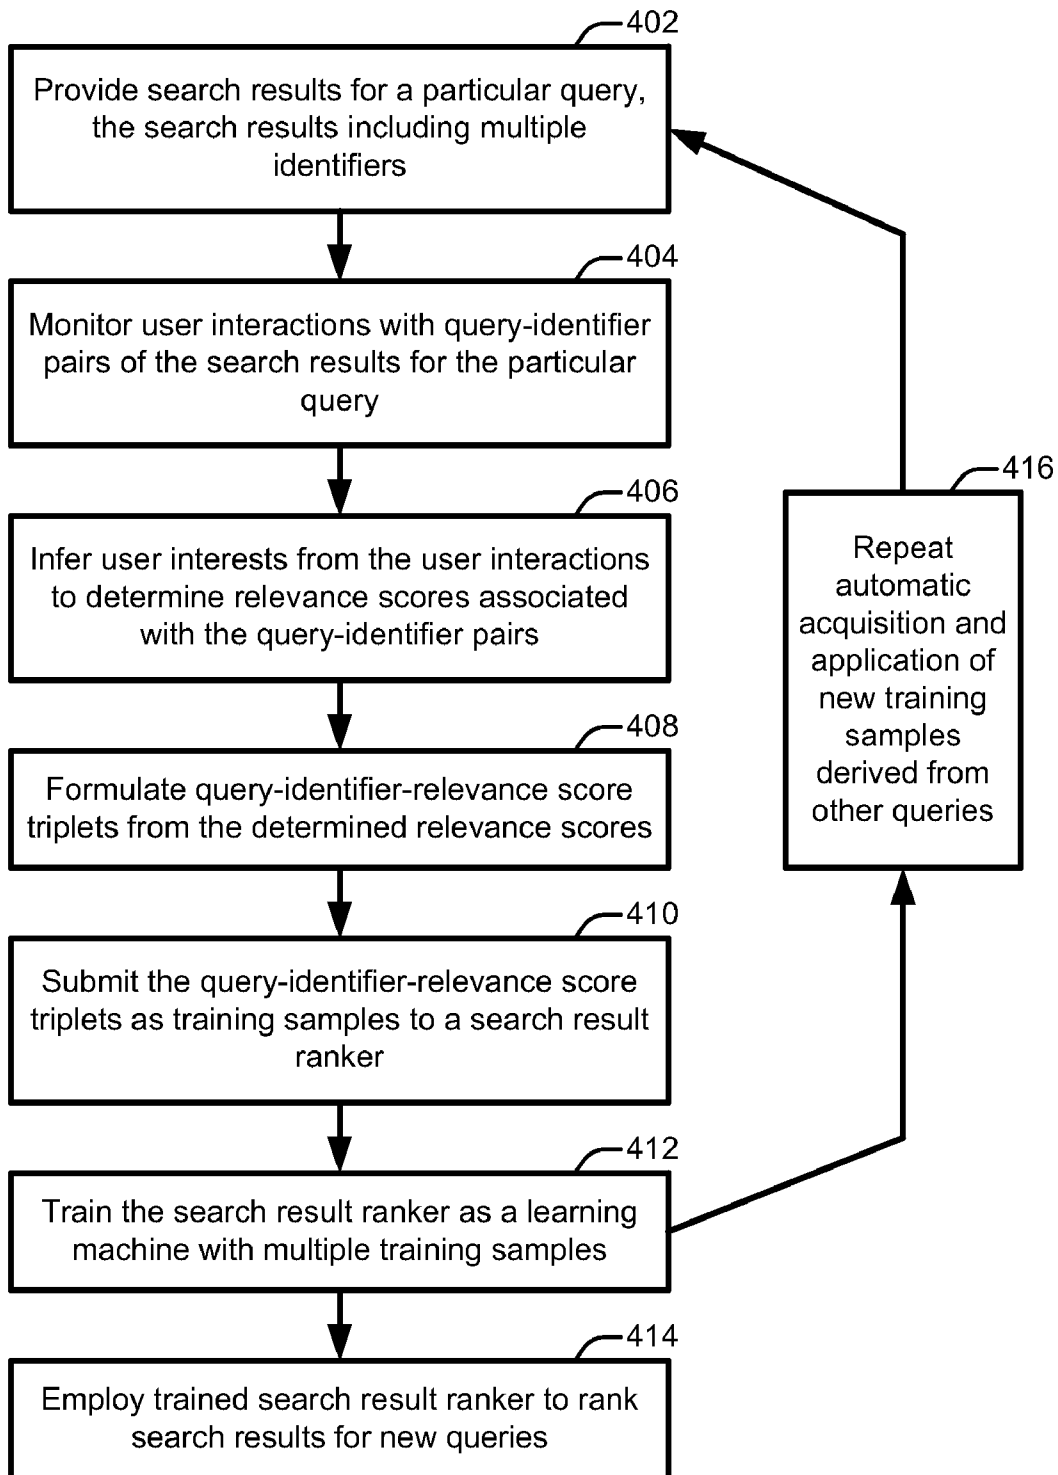 402
Provide search results for a particular query,
the search results including multiple
identifiers
404
Monitor user interactions with query-identifier
pairs of the search results for the particular
query
406
Infer user interests from the user interactions
to determine relevance scores associated
with the query-identifier pairs
408
Formulate query-identifier-relevance score
triplets from the determined relevance scores
410
Submit the query-identifier-relevance score
triplets as training samples to a search result
ranker
412
Train the search result ranker as a learning
machine with multiple training samples
414
Employ trained search result ranker to rank
search results for new queries
416
Repeat
automatic
acquisition and
application of
new training
samples
derived from
other queries